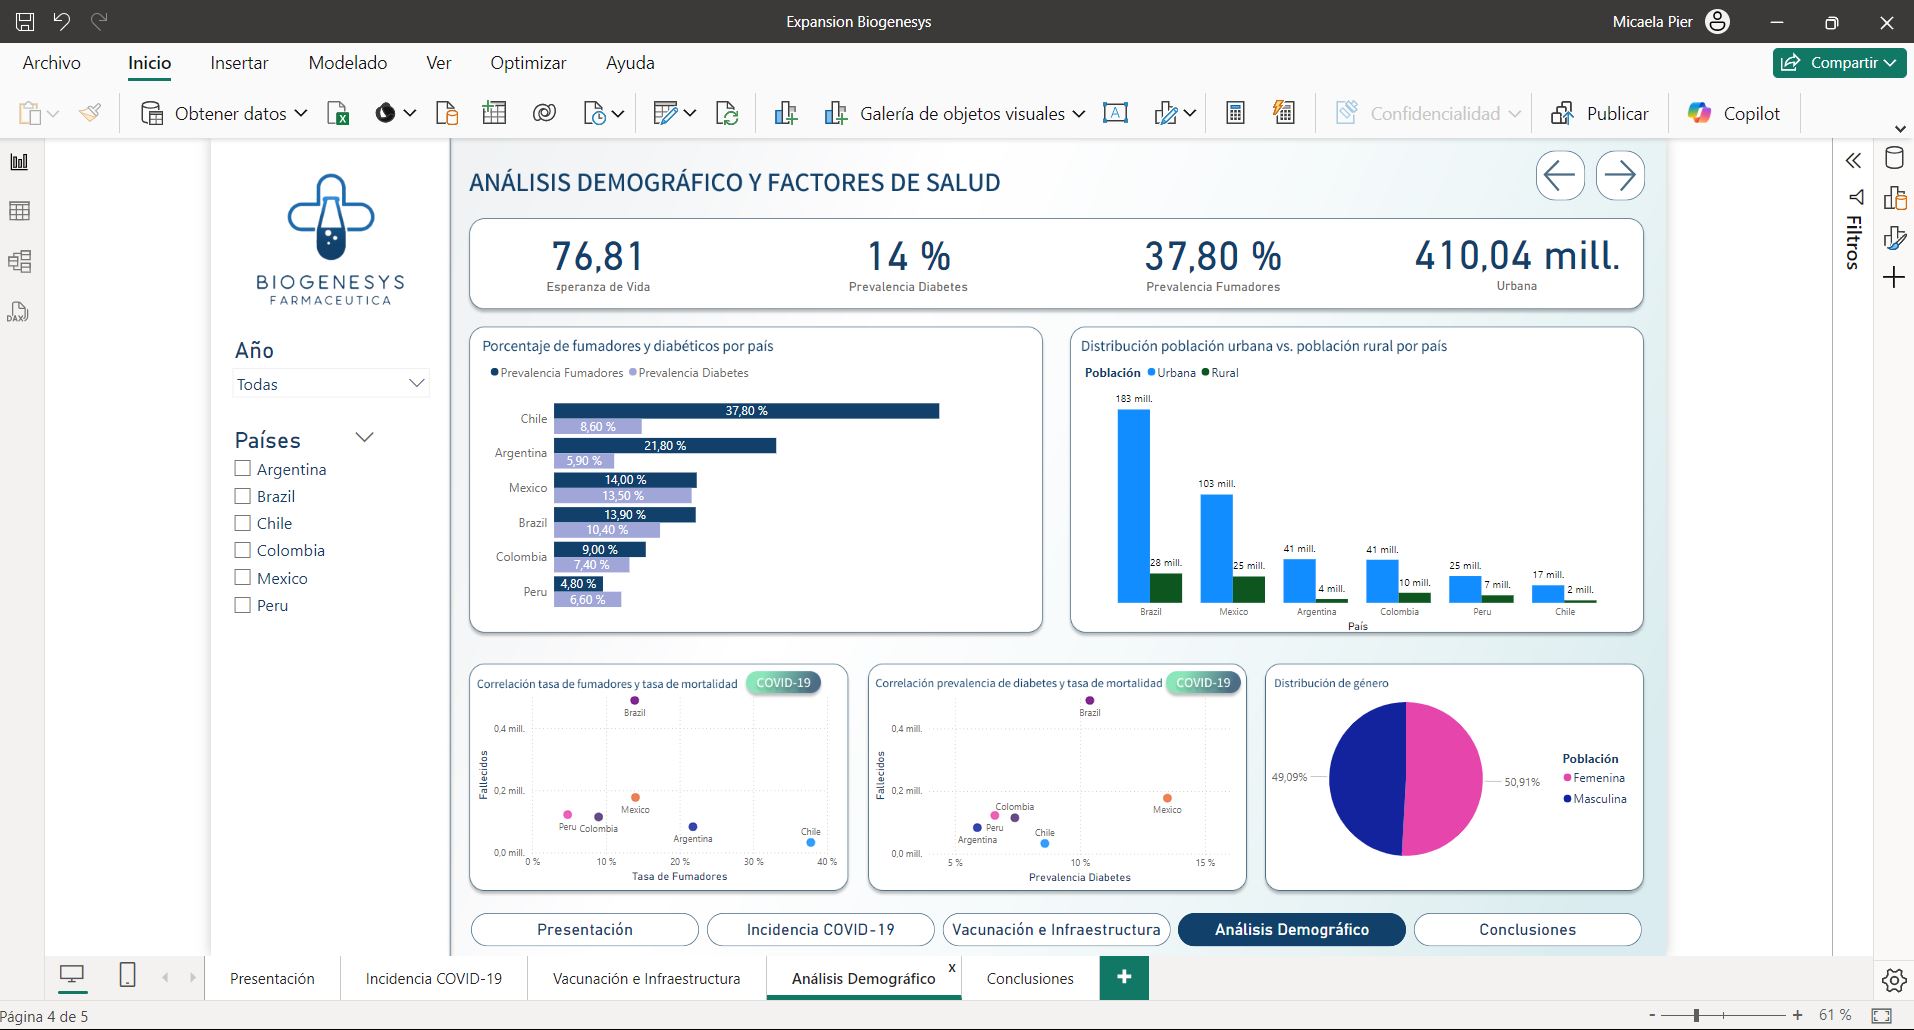 Expansion Biogenesys
Micaela Pier
Archivo
Inicio
Insertar
Modelado
Ver
Optimizar
Ayuda
Compartir
Obtener datos
Galería de objetos visuales
Confidencialidad
Publicar
Copilot
BIOGENESYS
FARMACEUTICA
Año
Todas
Países
Argentina
Brazil
Chile
Colombia
Mexico
Peru
ANÁLISIS DEMOGRÁFICO Y FACTORES DE SALUD
76,81
Esperanza de Vida
14 %
Prevalencia Diabetes
37,80 %
Prevalencia Fumadores
410,04 mill.
Urbana
Porcentaje de fumadores y diabéticos por país
Prevalencia Fumadores Prevalencia Diabetes
Chile 37,80 %
8,60 %
Argentina 21,80 %
5,90 %
Mexico 14,00 %
13,50 %
Brazil 13,90 %
10,40 %
Colombia 9,00 %
7,40 %
Peru 4,80 %
6,60 %
Distribución población urbana vs. población rural por país
Población Urbana Rural
183 mill.
28 mill.
103 mill.
25 mill.
41 mill.
4 mill.
41 mill.
10 mill.
25 mill.
7 mill.
17 mill.
2 mill.
Brazil Mexico Argentina Colombia Peru Chile
País
Correlación tasa de fumadores y tasa de mortalidad
COVID-19
Fallecidos
0,4 mill.
0,2 mill.
0,0 mill.
Brazil
Mexico
Peru
Colombia
Argentina
Chile
0 % 10 % 20 % 30 % 40 %
Tasa de Fumadores
Correlación prevalencia de diabetes y tasa de mortalidad
COVID-19
Fallecidos
0,4 mill.
0,2 mill.
0,0 mill.
Brazil
Colombia
Mexico
Peru
Argentina
Chile
5 % 10 % 15 %
Prevalencia Diabetes
Distribución de género
49,09%
50,91%
Población
Femenina
Masculina
Presentación
Incidencia COVID-19
Vacunación e Infraestructura
Análisis Demográfico
Conclusiones
Filtros
DAX
Presentación
Incidencia COVID-19
Vacunación e Infraestructura
Análisis Demográfico x
Conclusiones
+
Página 4 de 5
- + 61 %